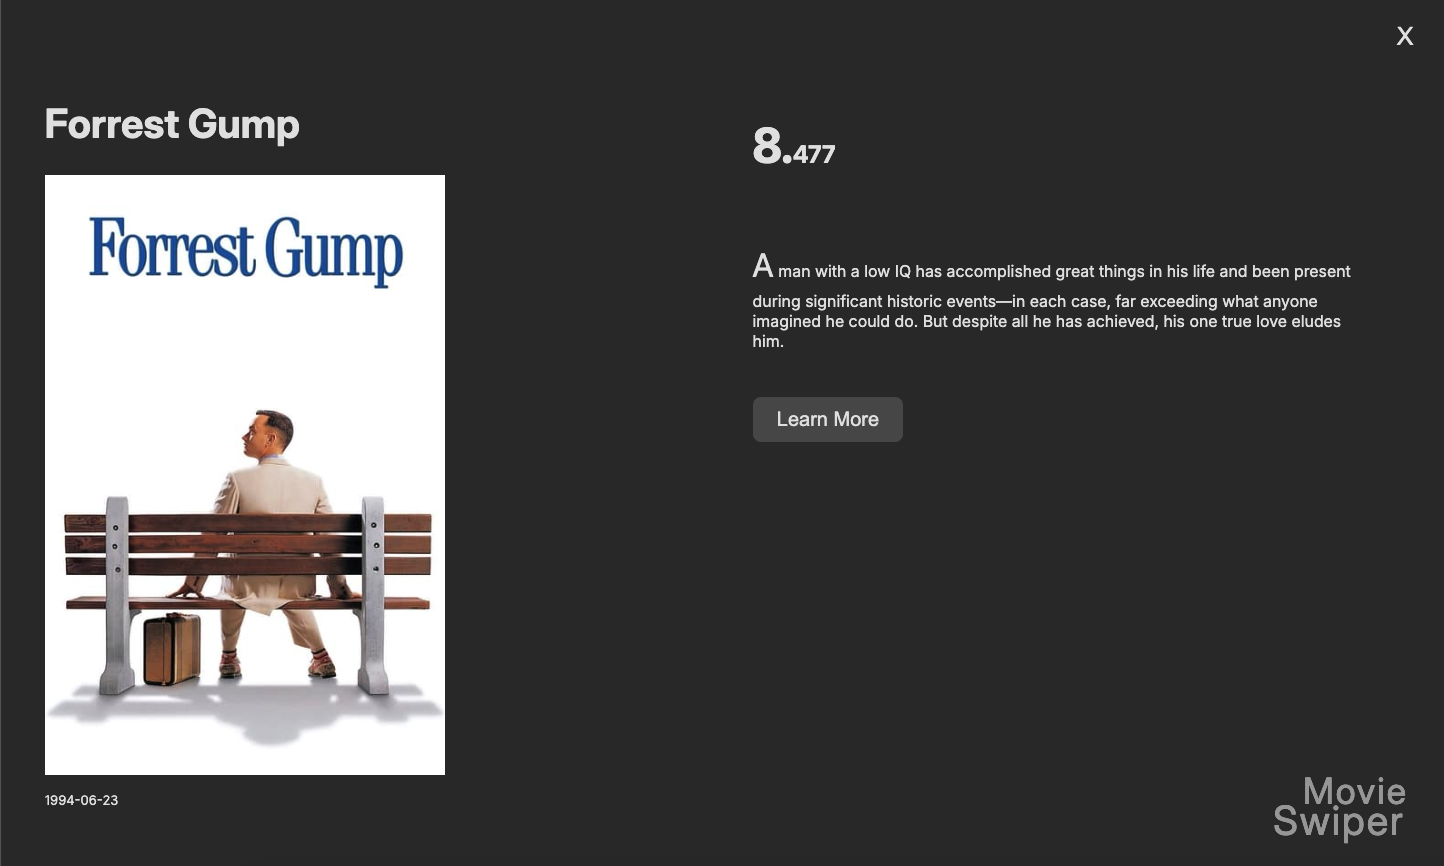 X
Forrest Gump
Forrest Gump
1994-06-23
8.477
A man with a low IQ has accomplished great things in his life and been present
during significant historic events—in each case, far exceeding what anyone
imagined he could do. But despite all he has achieved, his one true love eludes
him.
Learn More
Movie
Swiper